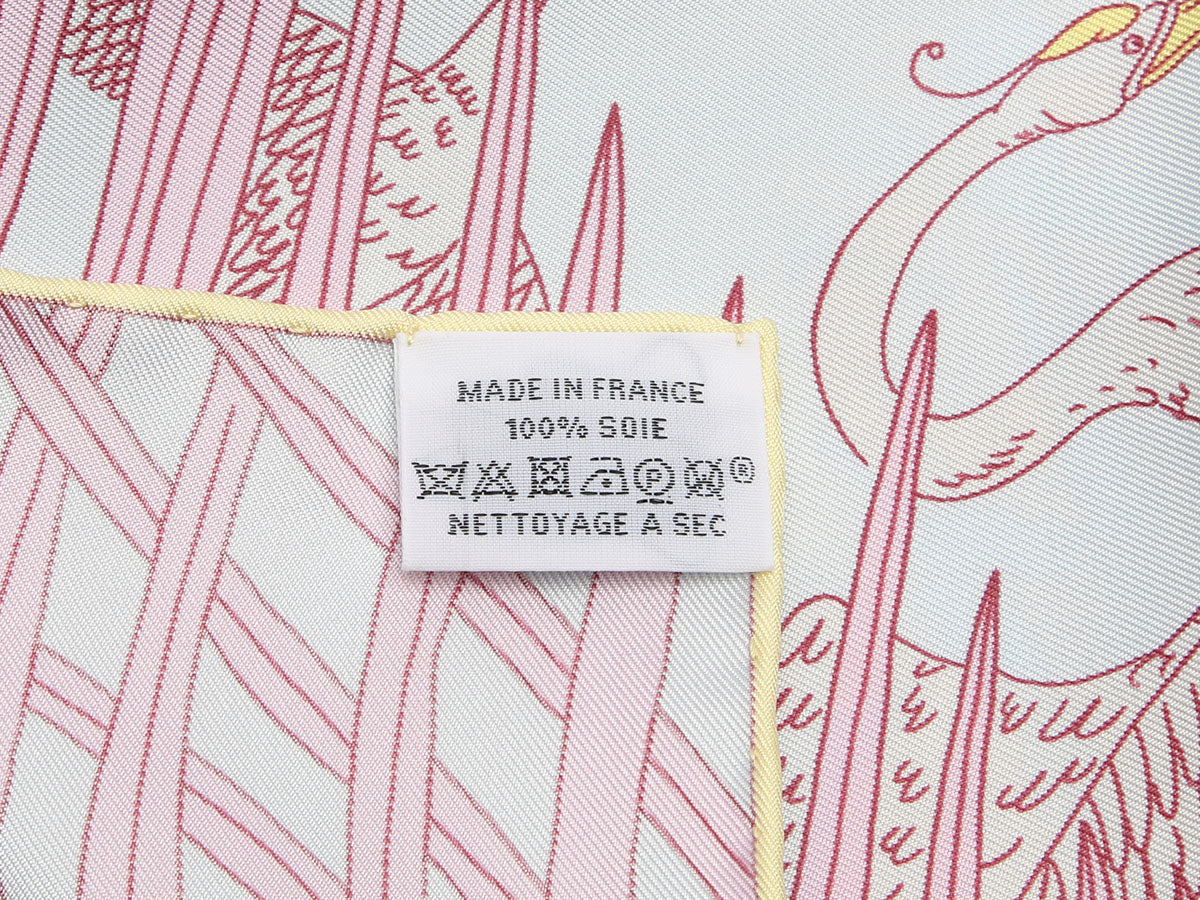 MADE IN FRANCE
100% SOIE
P W ®
NETTOYAGE A SEC